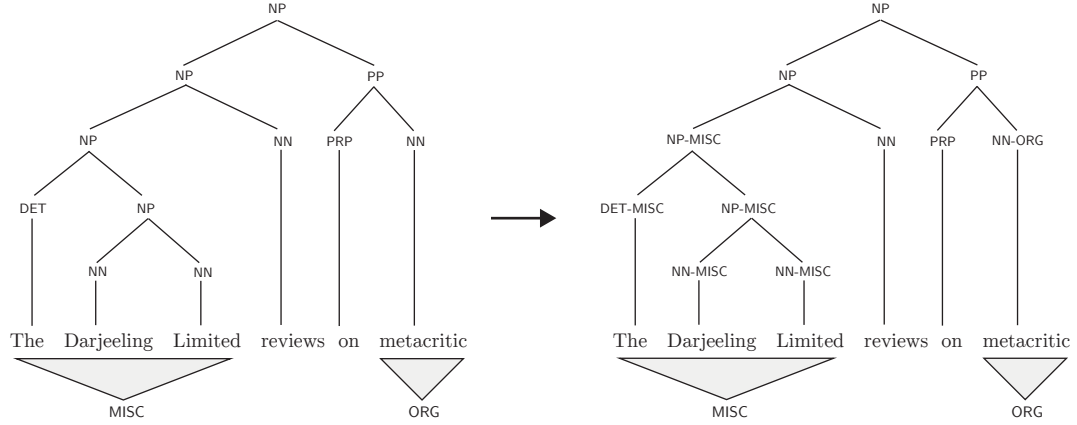 NP NP
NP PP NP PP
NP NN PRP NN NP-MISC NN PRP NN-ORG
DET NP DET-MISC NP-MISC
NN NN NN-MISC NN-MISC
The Darjeeling Limited reviews on metacritic The Darjeeling Limited reviews on metacritic
MISC ORG MISC ORG